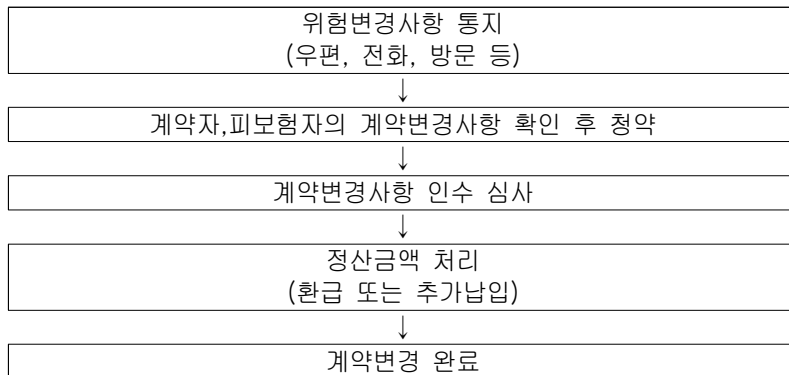 위험변경사항 통지
(우편, 전화, 방문 등)
↓
계약자,피보험자의 계약변경사항 확인 후 청약
↓
계약변경사항 인수 심사
↓
정산금액 처리
(환급 또는 추가납입)
↓
계약변경 완료